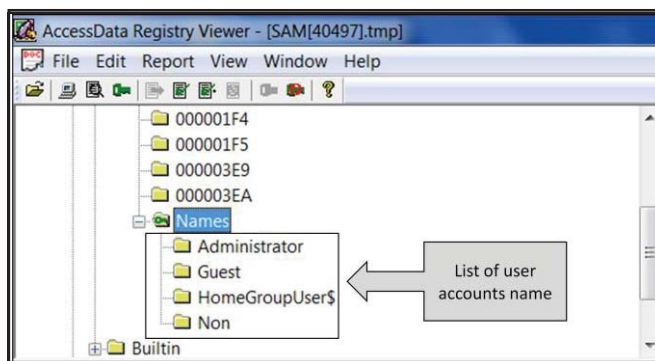 AccessData Registry Viewer - [SAM[40497].tmp]
File Edit Report View Window Help
000001F4
000001F5
000003E9
000003EA
Names
Administrator
Guest
HomeGroupUser$
Non
Builtin
List of user
accounts name